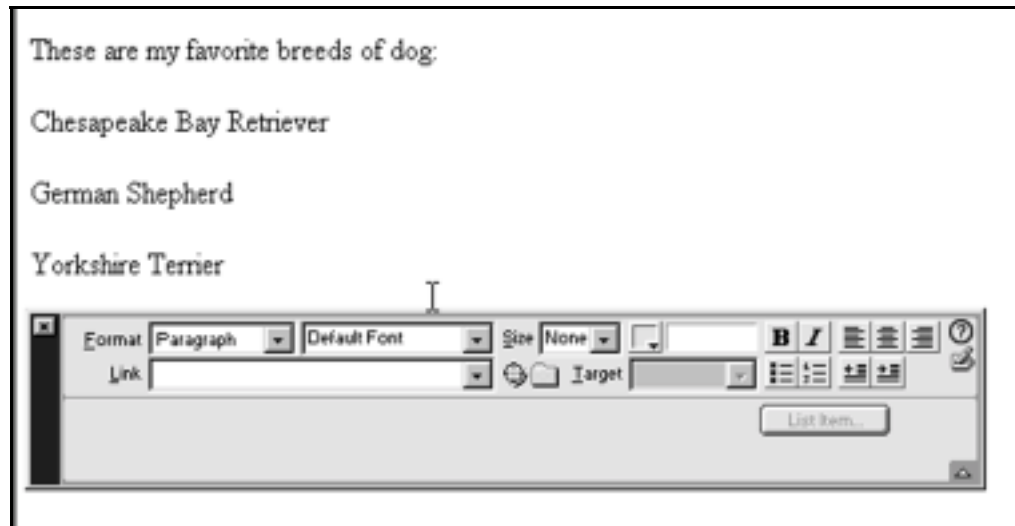 These are my favorite breeds of dog:
Chesapeake Bay Retriever
German Shepherd
Yorkshire Terrier
Format Paragraph Default Font Size None B I
Link Target
List Item...